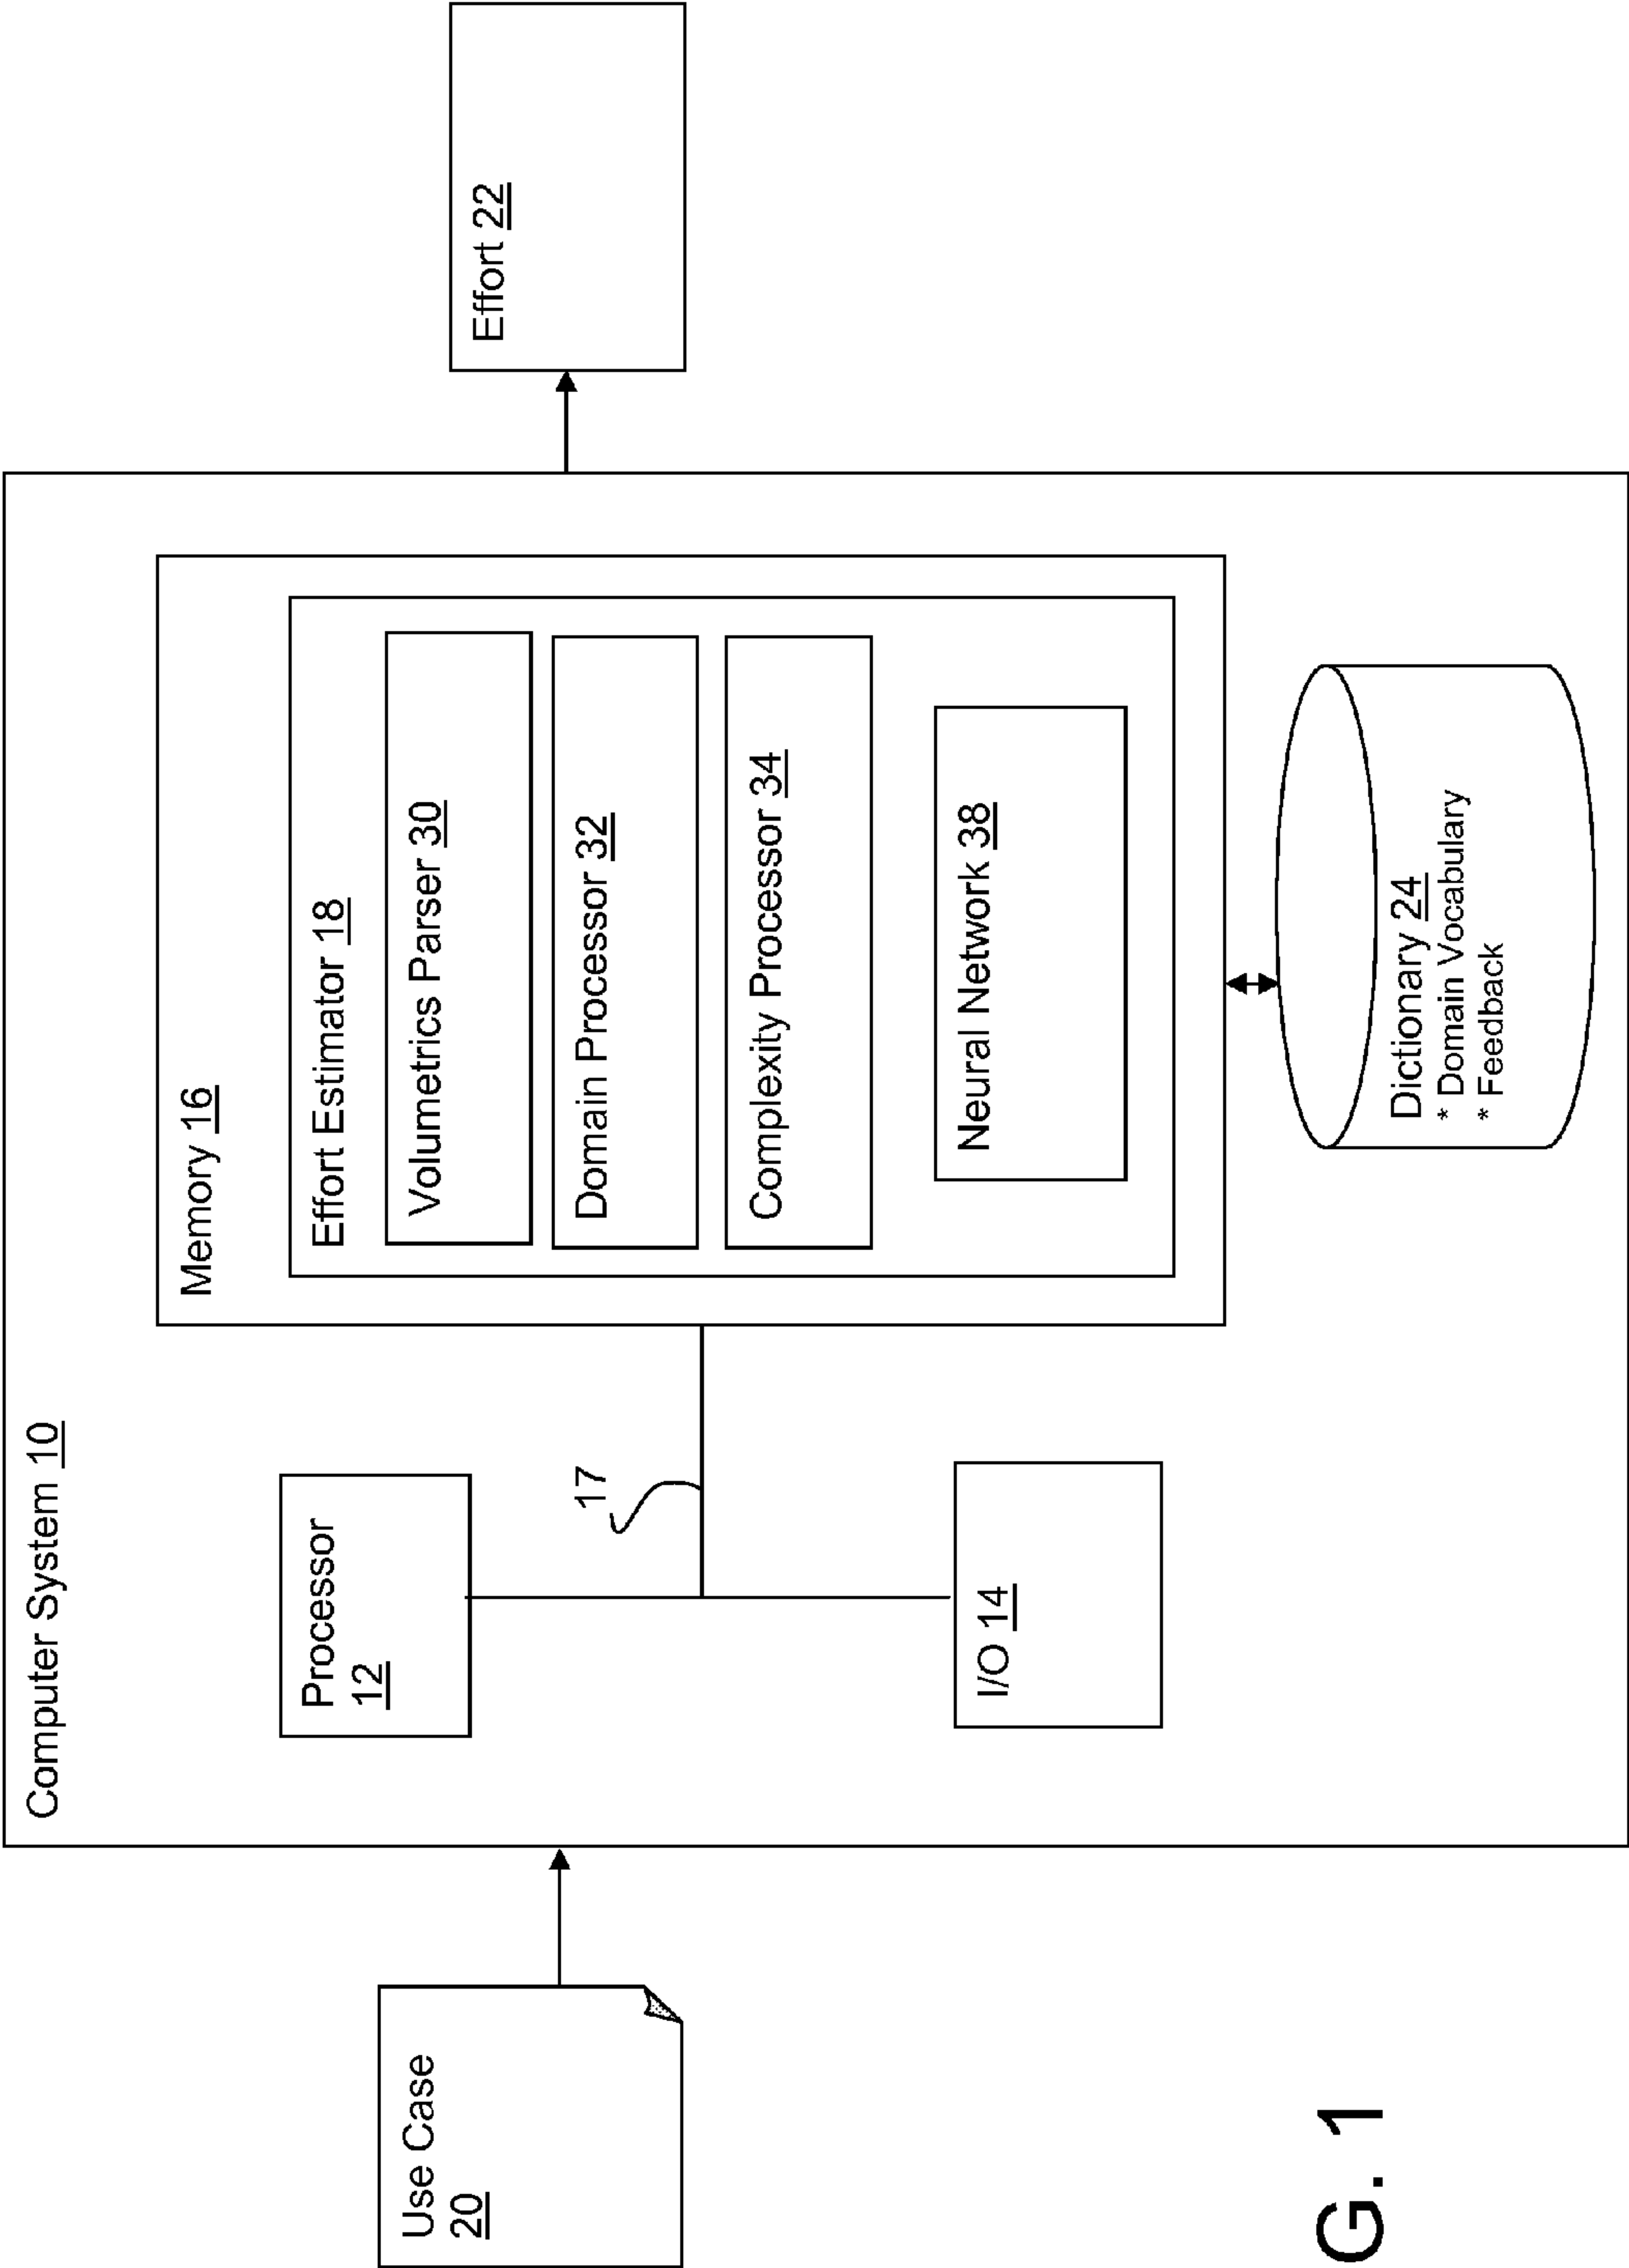 Computer System 10
Memory 16
Effort Estimator 18
Volumetrics Parser 30
Domain Processor 32
Complexity Processor 34
Neural Network 38
Processor
12
17
I/O 14
Use Case
20
Effort 22
Dictionary 24
* Domain Vocabulary
* Feedback
G. 1